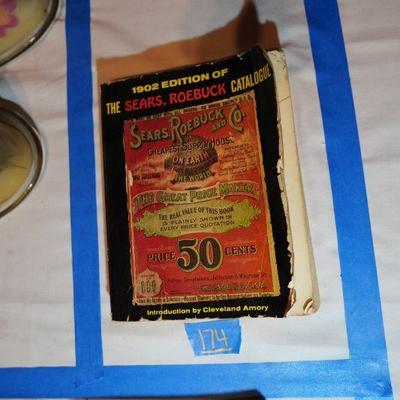 1902 EDITION OF
THE SEARS, ROEBUCK CATALOGUE
SEARS, ROEBUCK AND CO.
CHEAPEST SUPPLY HOUSE
ON EARTH
THE WORLD
THE GREAT PRICE MAKER
THE REAL VALUE OF THIS BOOK
IS PLAINLY SHOWN IN
EVERY PRICE QUOTATION
PRICE 50 CENTS
Introduction by Cleveland Amory
174